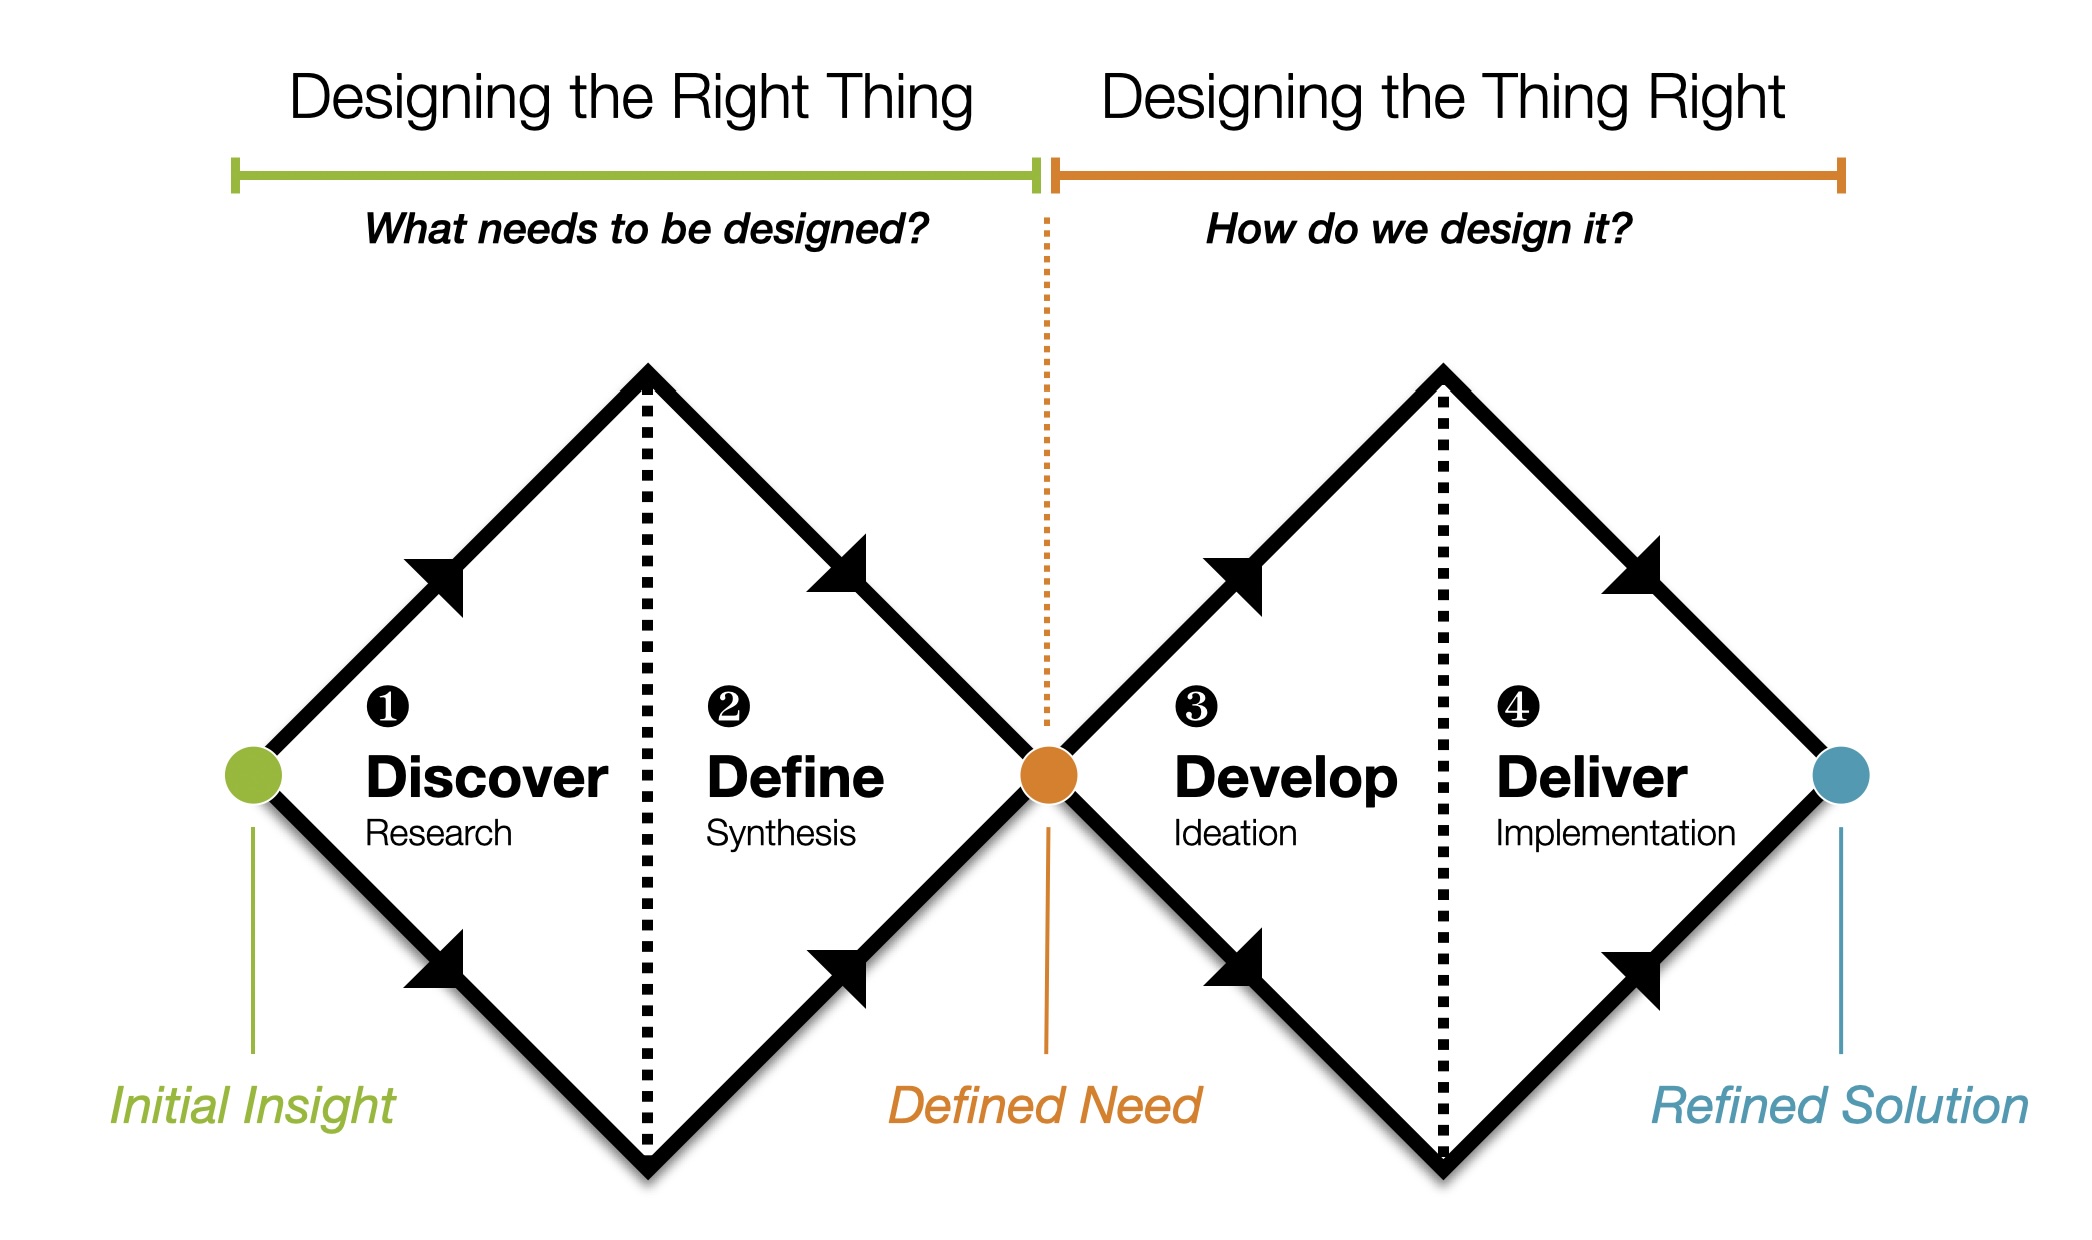 Designing the Right Thing
Designing the Thing Right
What needs to be designed?
How do we design it?
❶
Discover
Research
❷
Define
Synthesis
❸
Develop
Ideation
❹
Deliver
Implementation
Initial Insight
Defined Need
Refined Solution